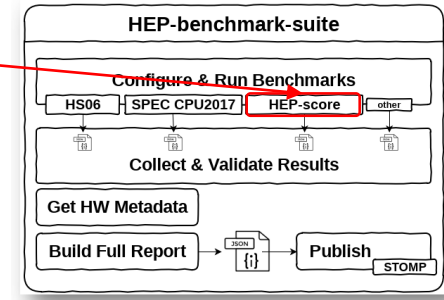 HEP-benchmark-suite
Configure & Run Benchmarks
HS06 SPEC CPU2017 HEP-score other
Collect & Validate Results
Get HW Metadata
Build Full Report JSON {i} Publish
STOMP